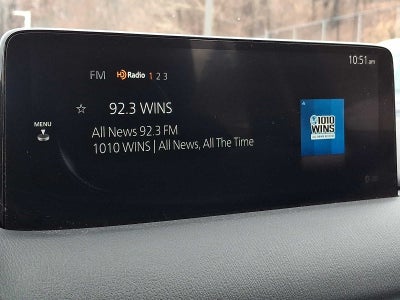 10:51 am
FM HD Radio 1 2 3
92.3 WINS
MENU
All News 92.3 FM
1010 WINS | All News, All The Time
1010
WINS